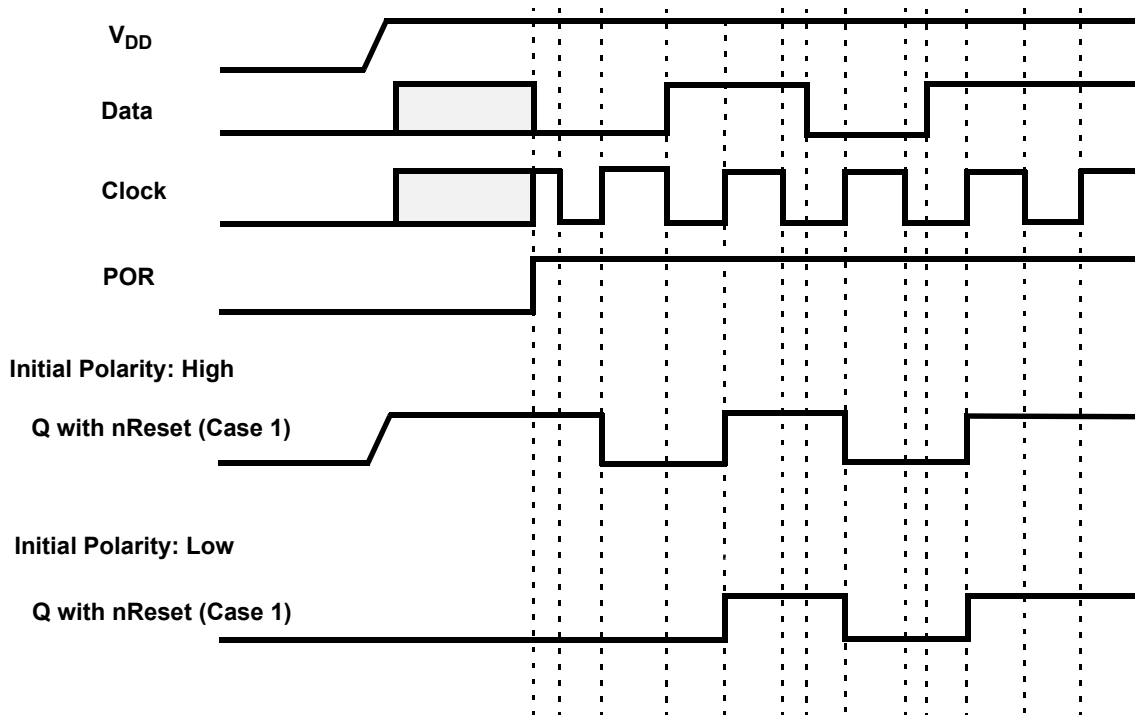 VDD
Data
Clock
POR
Initial Polarity: High
Q with nReset (Case 1)
Initial Polarity: Low
Q with nReset (Case 1)